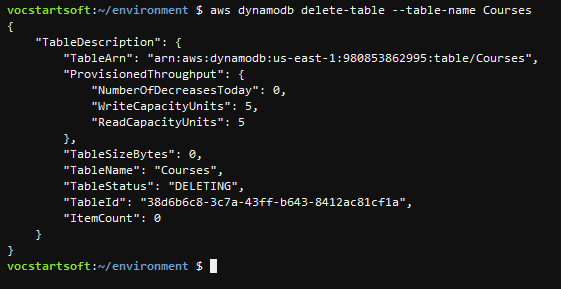 vocstartsoft:~/environment $ aws dynamodb delete-table --table-name Courses
{
    "TableDescription": {
        "TableArn": "arn:aws:dynamodb:us-east-1:980853862995:table/Courses",
        "ProvisionedThroughput": {
            "NumberOfDecreasesToday": 0,
            "WriteCapacityUnits": 5,
            "ReadCapacityUnits": 5
        },
        "TableSizeBytes": 0,
        "TableName": "Courses",
        "TableStatus": "DELETING",
        "TableId": "38d6b6c8-3c7a-43ff-b643-8412ac81cf1a",
        "ItemCount": 0
    }
}
vocstartsoft:~/environment $